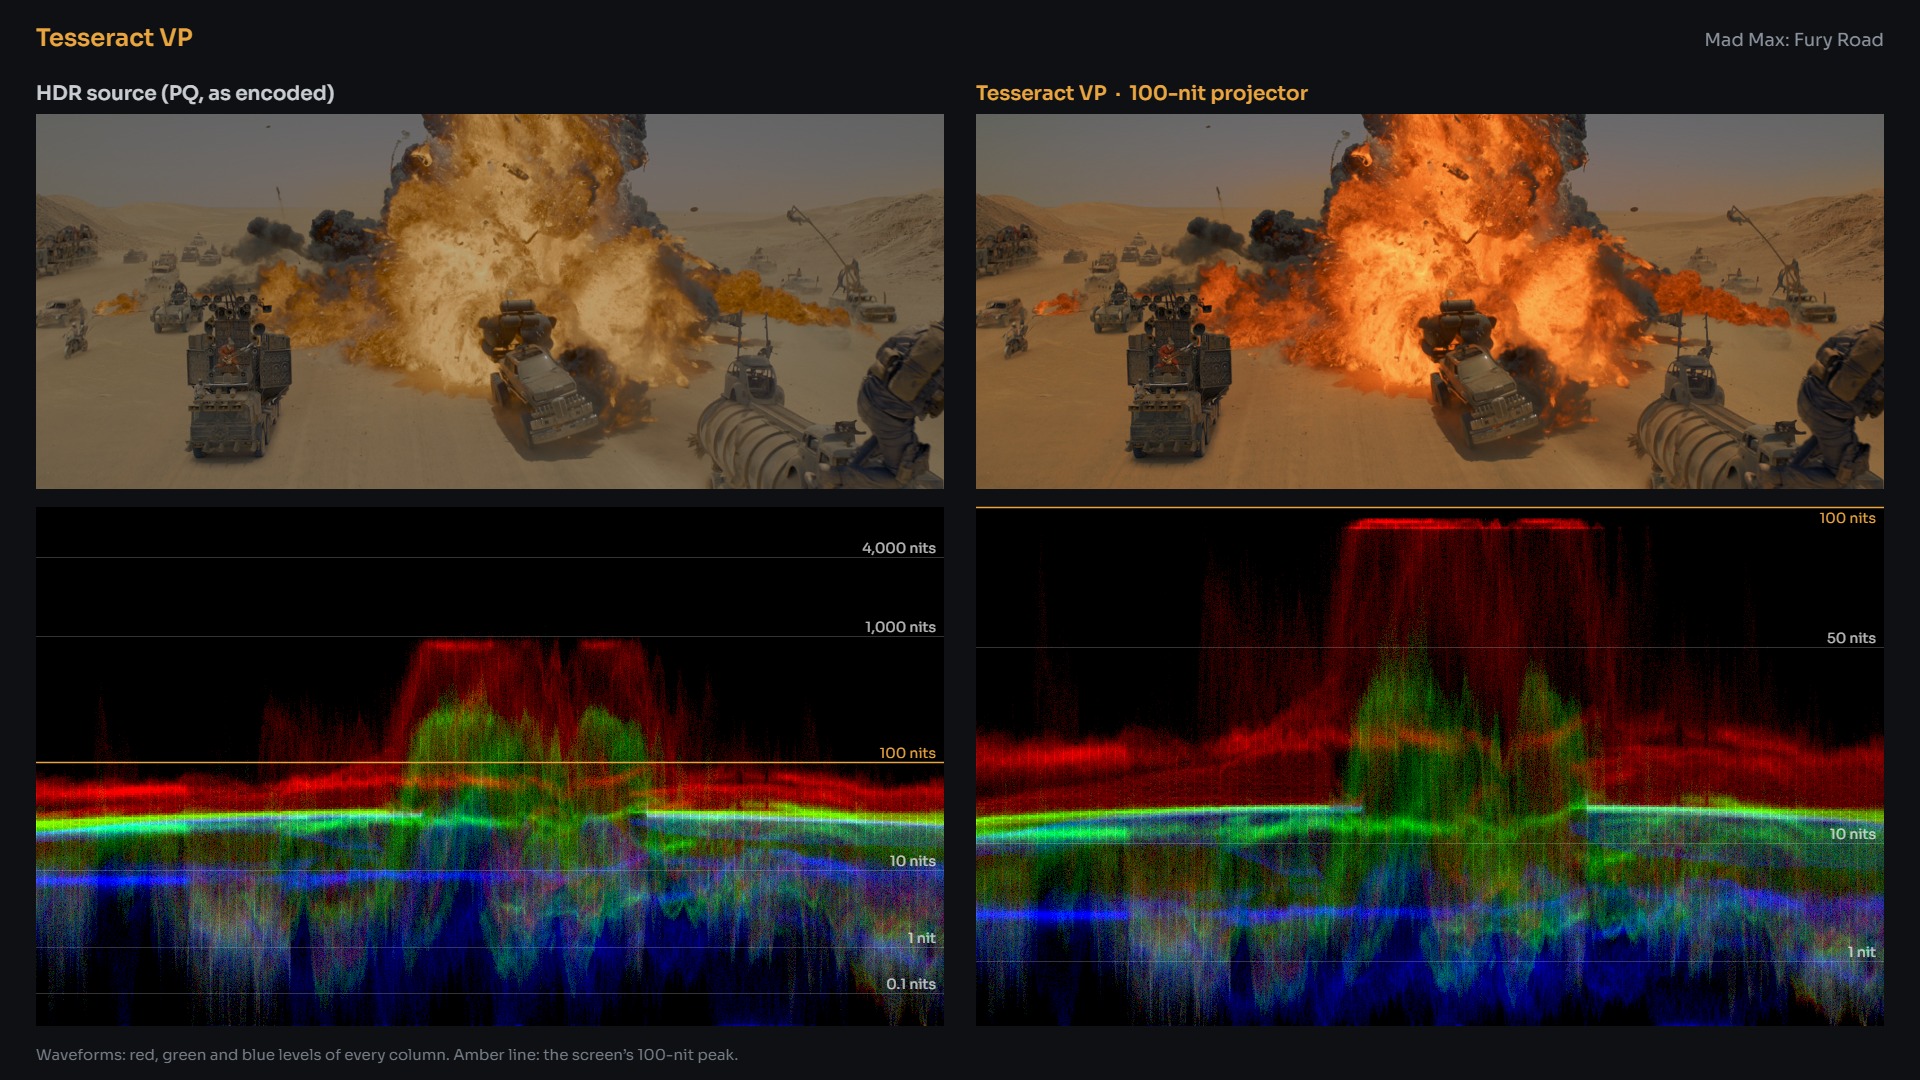 Tesseract VP
Mad Max: Fury Road
HDR source (PQ, as encoded)
Tesseract VP · 100-nit projector
4,000 nits
1,000 nits
100 nits
10 nits
1 nit
0.1 nits
100 nits
50 nits
10 nits
1 nit
Waveforms: red, green and blue levels of every column. Amber line: the screen’s 100-nit peak.